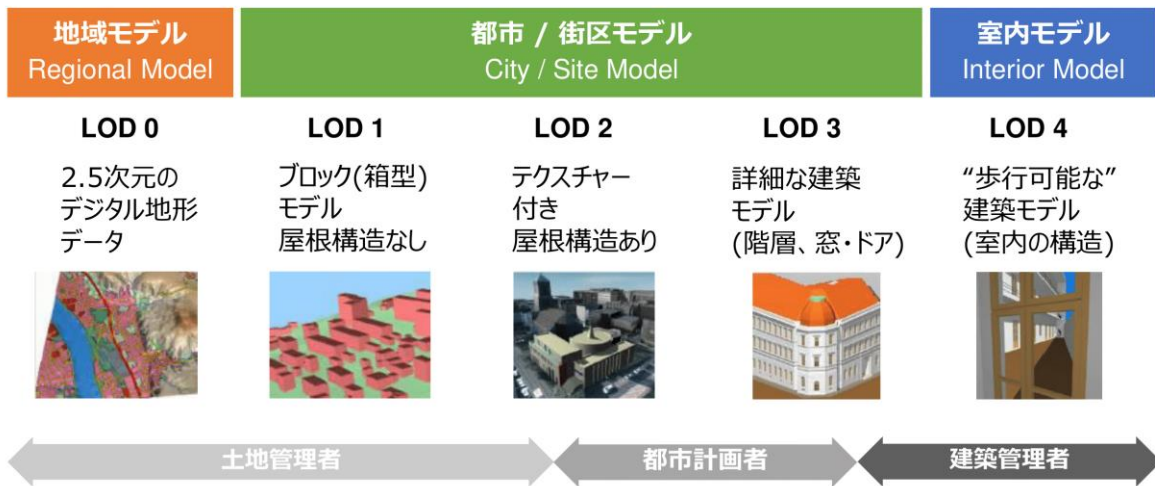 地域モデル
Regional Model
都市 / 街区モデル
City / Site Model
室内モデル
Interior Model
LOD 0
2.5次元の
デジタル地形
データ
LOD 1
ブロック(箱型)
モデル
屋根構造なし
LOD 2
テクスチャー
付き
屋根構造あり
LOD 3
詳細な建築
モデル
(階層、窓・ドア)
LOD 4
“歩行可能な”
建築モデル
(室内の構造)
土地管理者
都市計画者
建築管理者